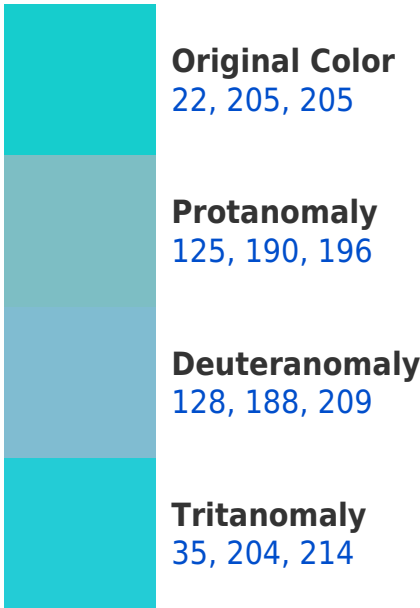 Original Color
22, 205, 205
Protanomaly
125, 190, 196
Deuteranomaly
128, 188, 209
Tritanomaly
35, 204, 214